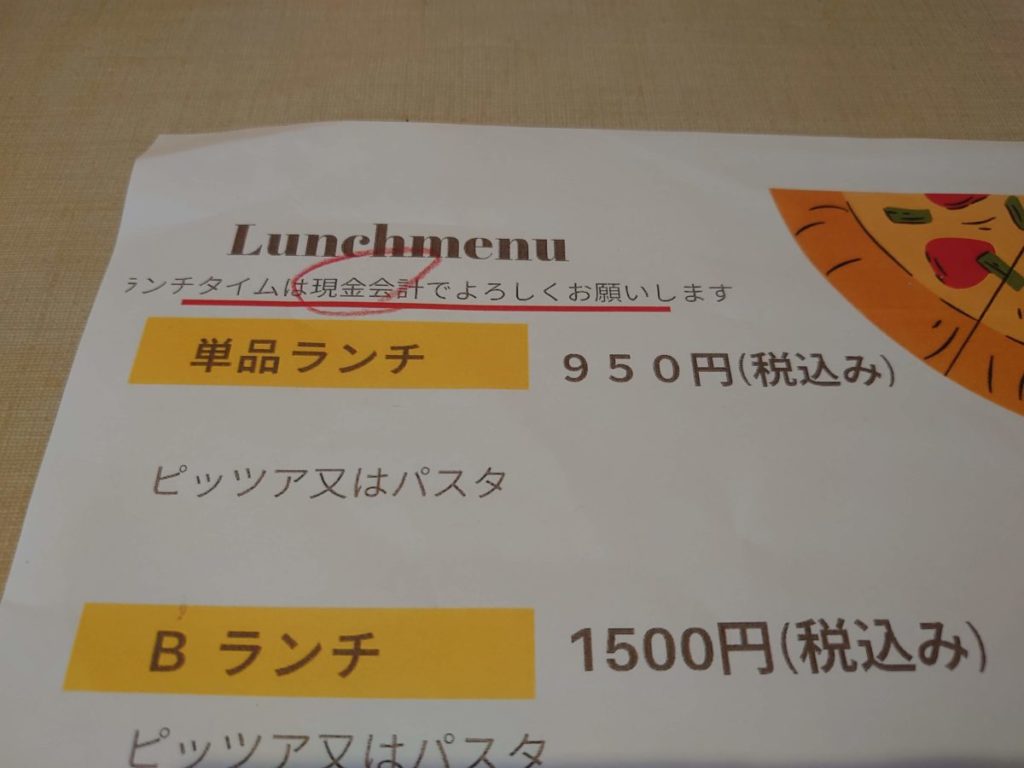 Lunchmenu
ランチタイムは現金会計でよろしくお願いします
単品ランチ ９５０円(税込み)
ピッツア又はパスタ
B ランチ 1500円(税込み)
ピッツア又はパスタ